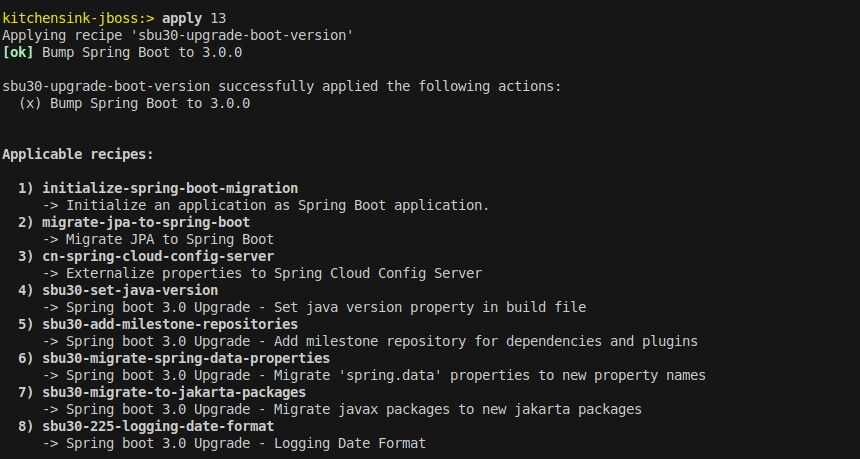 kitchensink-jboss:> apply 13
Applying recipe 'sbu30-upgrade-boot-version'
[ok] Bump Spring Boot to 3.0.0
sbu30-upgrade-boot-version successfully applied the following actions:
(x) Bump Spring Boot to 3.0.0
Applicable recipes:
1) initialize-spring-boot-migration
-> Initialize an application as Spring Boot application.
2) migrate-jpa-to-spring-boot
-> Migrate JPA to Spring Boot
3) cn-spring-cloud-config-server
-> Externalize properties to Spring Cloud Config Server
4) sbu30-set-java-version
-> Spring boot 3.0 Upgrade - Set java version property in build file
5) sbu30-add-milestone-repositories
-> Spring boot 3.0 Upgrade - Add milestone repository for dependencies and plugins
6) sbu30-migrate-spring-data-properties
-> Spring boot 3.0 Upgrade - Migrate 'spring.data' properties to new property names
7) sbu30-migrate-to-jakarta-packages
-> Spring boot 3.0 Upgrade - Migrate javax packages to new jakarta packages
8) sbu30-225-logging-date-format
-> Spring boot 3.0 Upgrade - Logging Date Format